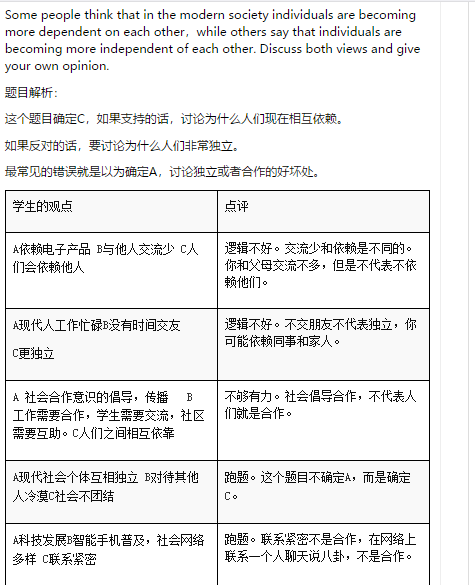 Some people think that in the modern society individuals are becoming
more dependent on each other, while others say that individuals are
becoming more independent of each other. Discuss both views and give
your own opinion.
题目解析：
这个题目确定C，如果支持的话，讨论为什么人们现在相互依赖。
如果反对的话，要讨论为什么人们非常独立。
最常见的错误就是以为确定A，讨论独立或者合作的好坏处。
学生的观点
点评
A依赖电子产品 B与他人交流少 C人
们会依赖他人
逻辑不好。交流少和依赖是不同的。
你和父母交流不多，但是不代表不依
赖他们。
A现代人工作忙碌B没有时间交友
C更独立
逻辑不好。不交朋友不代表独立，你
可能依赖同事和家人。
A 社会合作意识的倡导，传播 B
工作需要合作，学生需要交流，社区
需要互助。C人们之间相互依靠
不够有力。社会倡导合作，不代表人
们就是合作。
A现代社会个体互相独立 B对待其他
人冷漠C社会不团结
跑题。这个题目不确定A，而是确定
C。
A科技发展B智能手机普及，社会网络
多样 C联系紧密
跑题。联系紧密不是合作，在网络上
联系一个人聊天说八卦，不是合作。